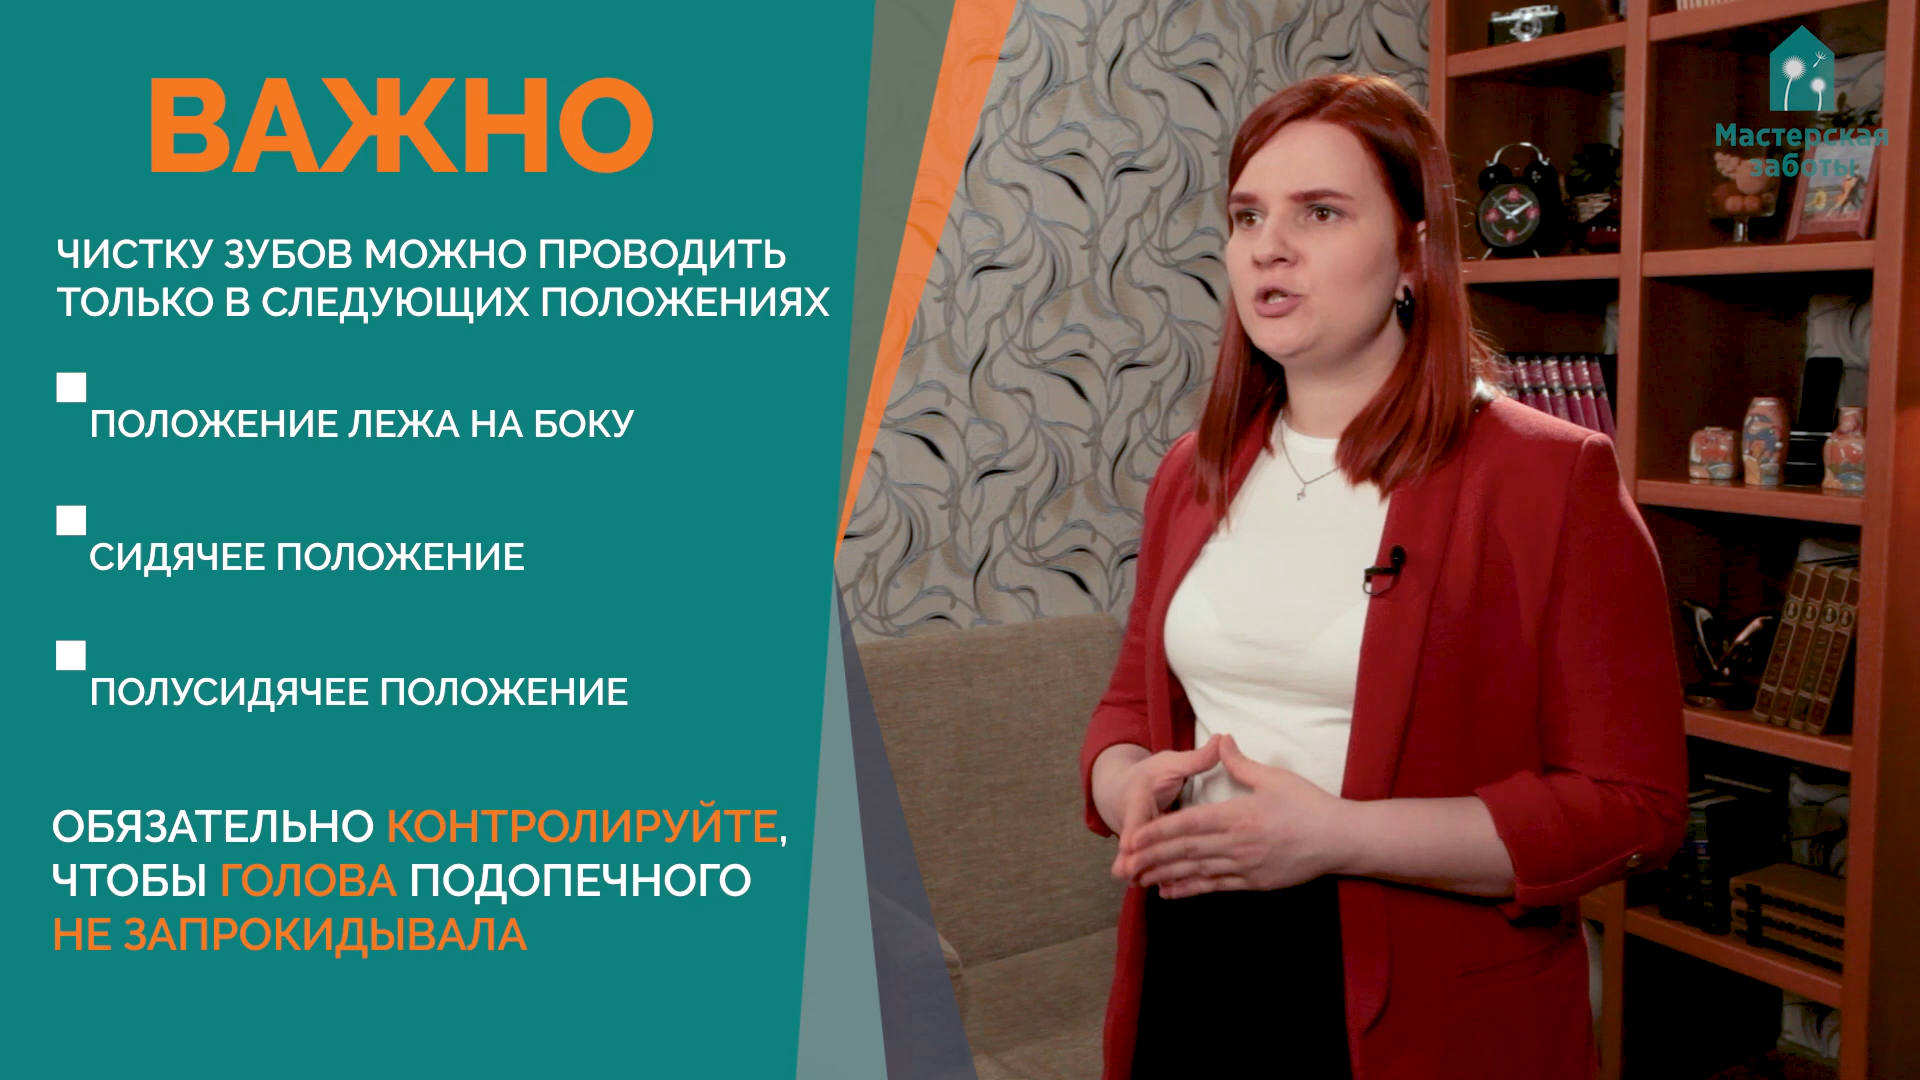 ВАЖНО
ЧИСТКУ ЗУБОВ МОЖНО ПРОВОДИТЬ
ТОЛЬКО В СЛЕДУЮЩИХ ПОЛОЖЕНИЯХ
ПОЛОЖЕНИЕ ЛЕЖА НА БОКУ
СИДЯЧЕЕ ПОЛОЖЕНИЕ
ПОЛУСИДЯЧЕЕ ПОЛОЖЕНИЕ
ОБЯЗАТЕЛЬНО КОНТРОЛИРУЙТЕ,
ЧТОБЫ ГОЛОВА ПОДОПЕЧНОГО
НЕ ЗАПРОКИДЫВАЛА
Мастерская
заботы